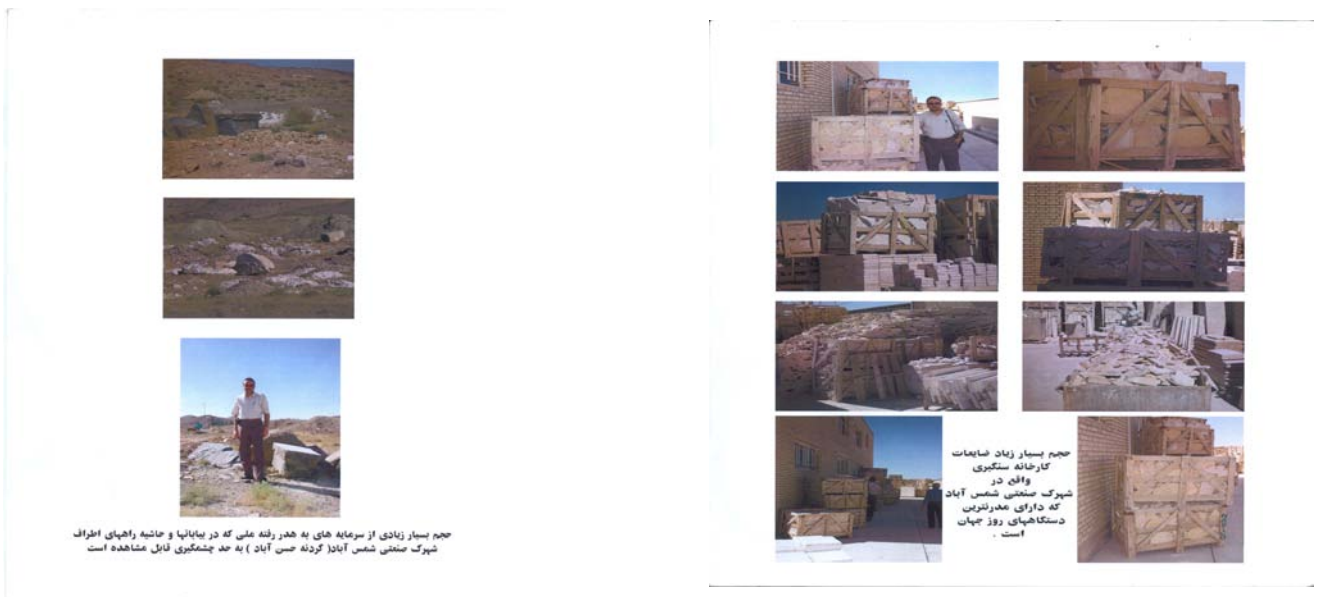 حجم بسیار زیادی از سرمایه های به هدر رفته ملی که در بیابانها و حاشیه راههای اطراف
شهرک صنعتی شمس آباد( گردنه حسن آباد ) به حد چشمگیری قابل مشاهده است
حجم بسیار زیاد ضایعات
کارخانه سنگبری
واقع در
شهرک صنعتی شمس آباد
که دارای مدرنترین
دستگاههای روز جهان
است .